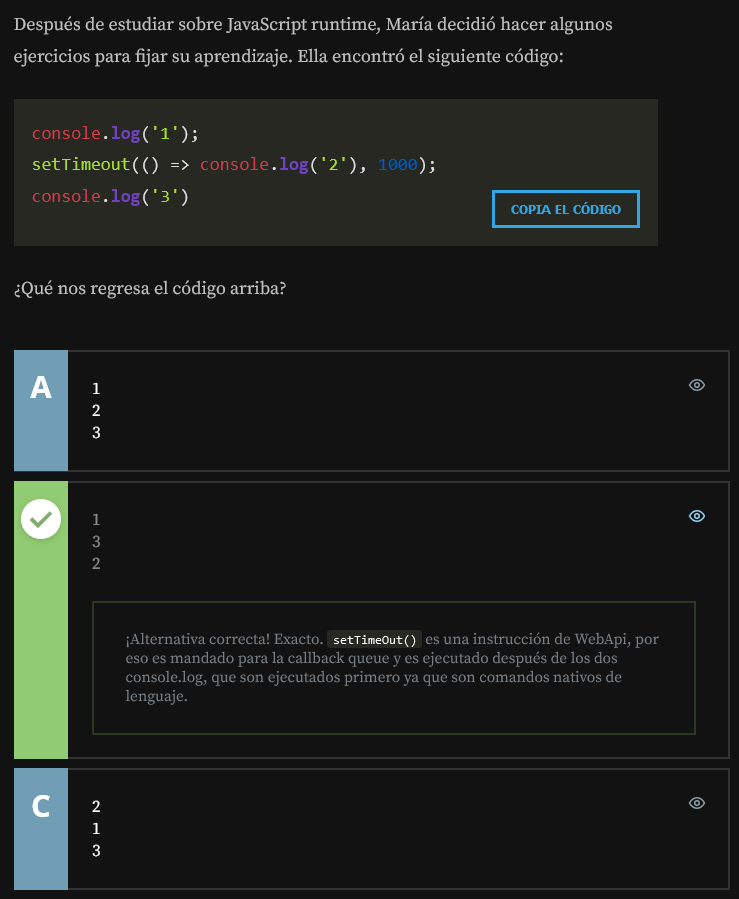 Después de estudiar sobre JavaScript runtime, María decidió hacer algunos
ejercicios para fijar su aprendizaje. Ella encontró el siguiente código:
console.log('1');
setTimeout(() => console.log('2'), 1000);
console.log('3')
COPIA EL CÓDIGO
¿Qué nos regresa el código arriba?
A
1
2
3
1
3
2
¡Alternativa correcta! Exacto. setTimeOut() es una instrucción de WebApi, por
eso es mandado para la callback queue y es ejecutado después de los dos
console.log, que son ejecutados primero ya que son comandos nativos de
lenguaje.
C
2
1
3